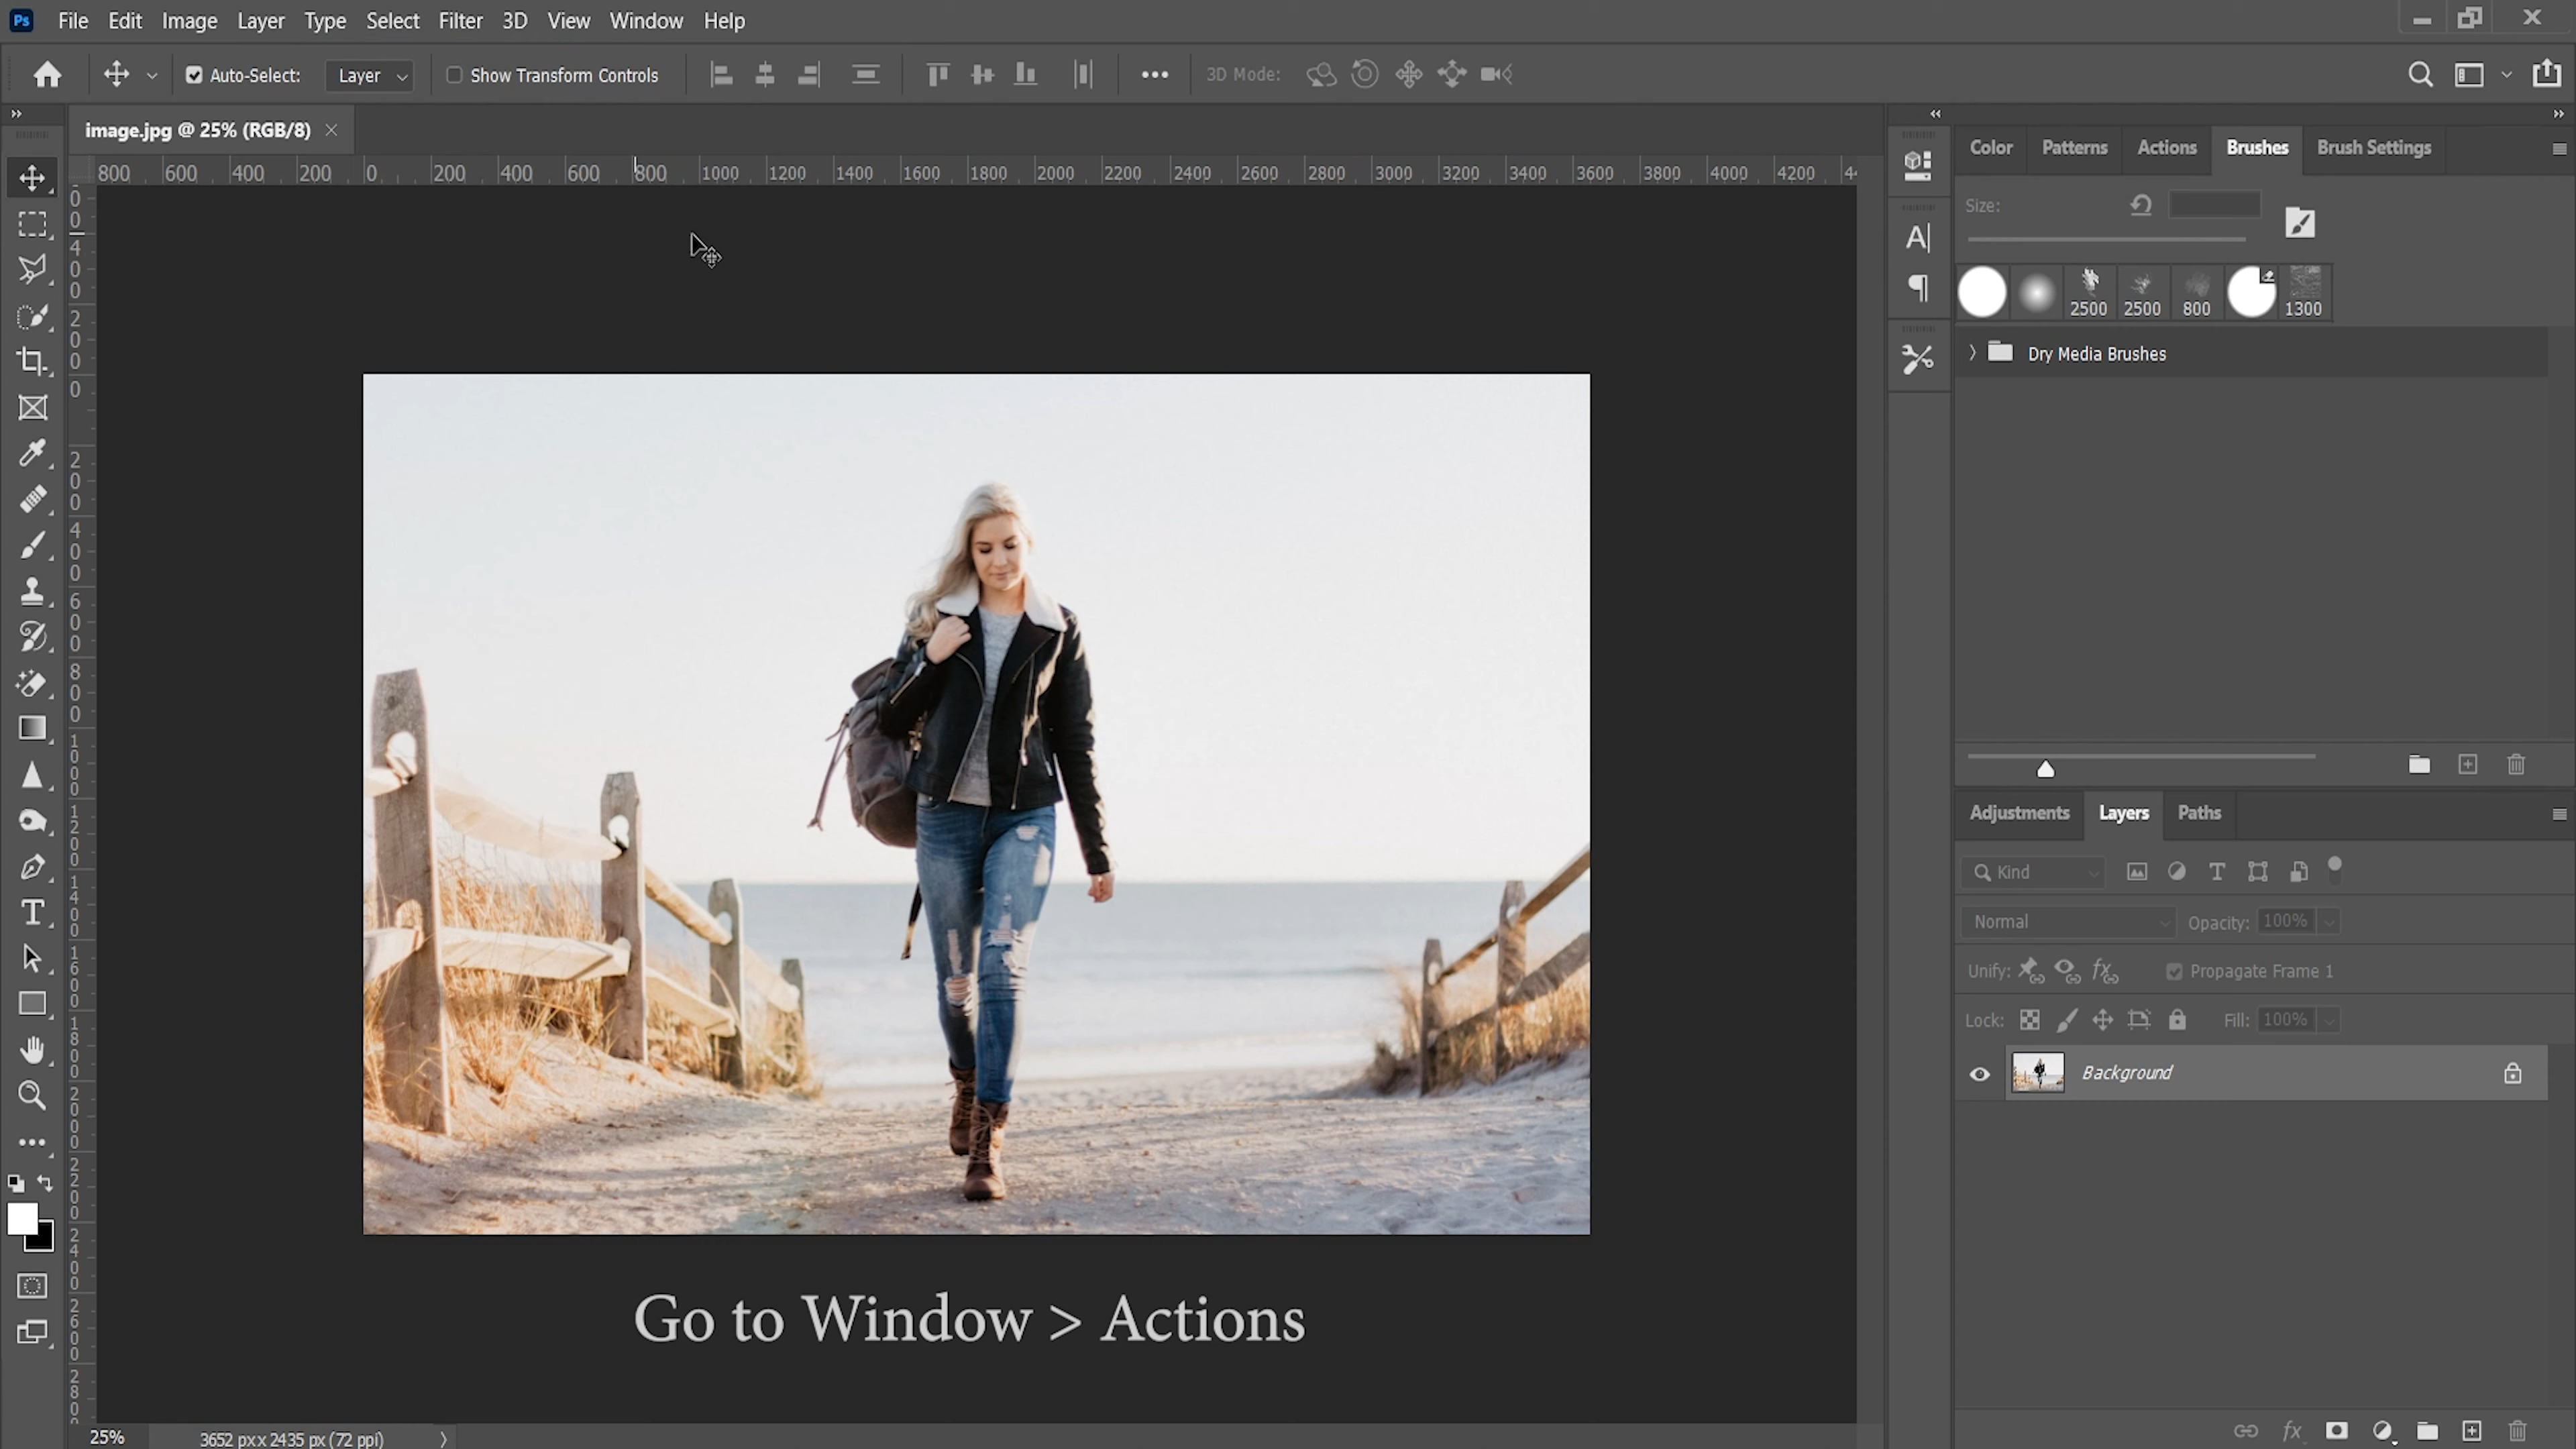 Ps File Edit Image Layer Type Select Filter 3D View Window Help
Auto-Select: Layer Show Transform Controls 3D Mode:
image.jpg @ 25% (RGB/8)
800 600 400 200 0 200 400 600 800 1000 1200 1400 1600 1800 2000 2200 2400 2600 2800 3000 3200 3400 3600 3800 4000 4200
Color Patterns Actions Brushes Brush Settings
Size:
2500 2500 800 1300
Dry Media Brushes
Adjustments Layers Paths
Kind
Normal Opacity: 100%
Unify: Propagate Frame 1
Lock: Fill: 100%
Background
Go to Window > Actions
25% 3652 px x 2435 px (72 ppi)